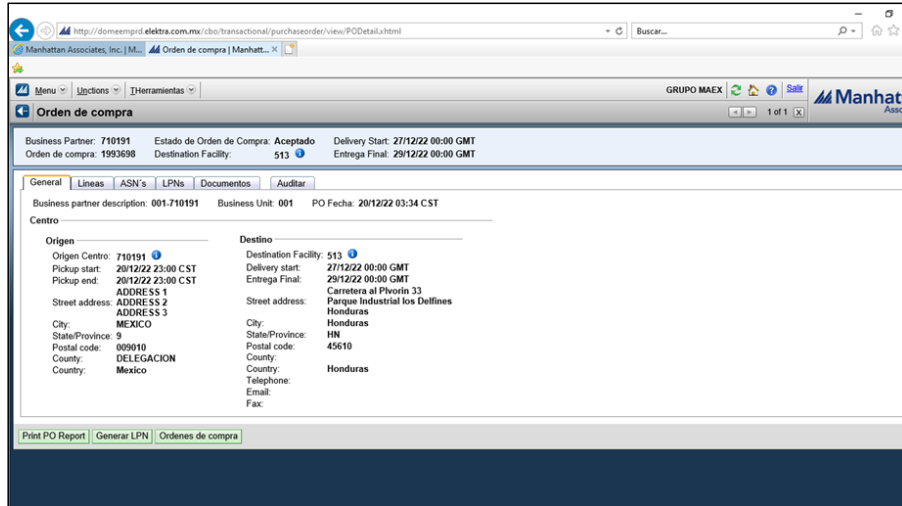 http://domeemprd.elektra.com.mx/cbo/transactional/purchaseorder/view/PODetail.xhtml
Buscar...
Manhattan Associates, Inc. | M...
Orden de compra | Manhatt...
Menu
Unctions
THerramientas
GRUPO MAEX
Salir
Manhat
Asso
Orden de compra
1 of 1
Business Partner: 710191 Estado de Orden de Compra: Aceptado Delivery Start: 27/12/22 00:00 GMT
Orden de compra: 1993698 Destination Facility: 513 Entrega Final: 29/12/22 00:00 GMT
General Lineas ASN´s LPNs Documentos Auditar
Business partner description: 001-710191 Business Unit: 001 PO Fecha: 20/12/22 03:34 CST
Centro
Origen
Origen Centro: 710191
Pickup start: 20/12/22 23:00 CST
Pickup end: 20/12/22 23:00 CST
ADDRESS 1
Street address: ADDRESS 2
ADDRESS 3
City: MEXICO
State/Province: 9
Postal code: 009010
County: DELEGACION
Country: Mexico
Destino
Destination Facility: 513
Delivery start: 27/12/22 00:00 GMT
Entrega Final: 29/12/22 00:00 GMT
Carretera al Plvorin 33
Street address: Parque Industrial los Delfines
Honduras
City: Honduras
State/Province: HN
Postal code: 45610
County:
Country: Honduras
Telephone:
Email:
Fax:
Print PO Report Generar LPN Ordenes de compra